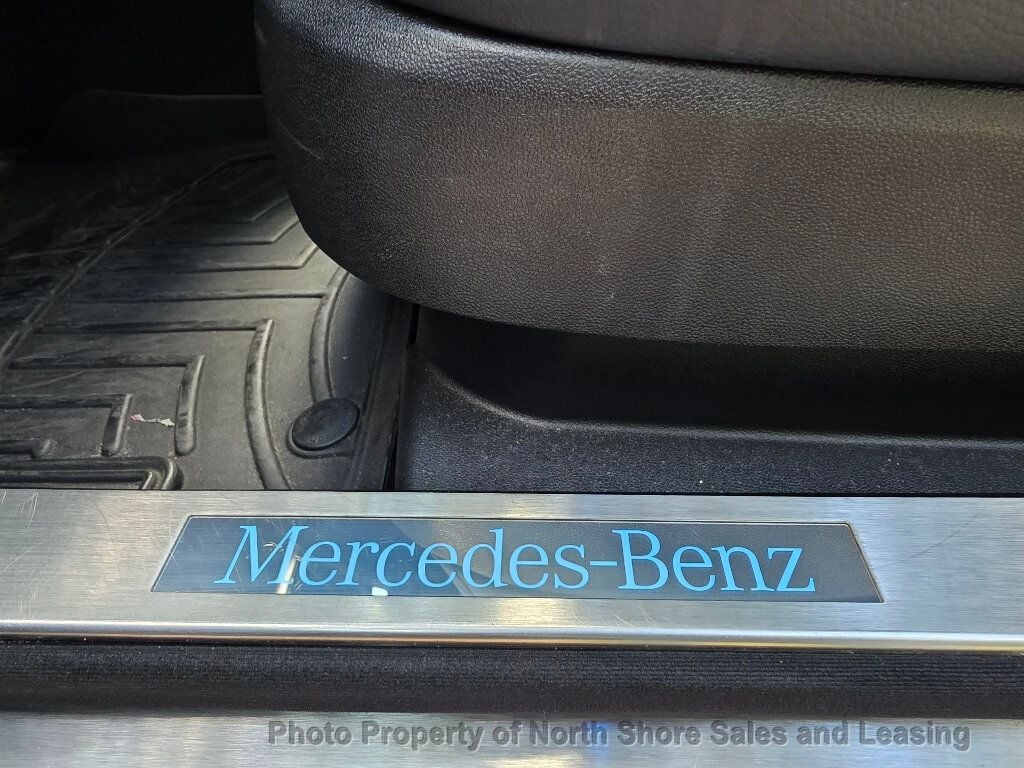 Mercedes-Benz
Photo Property of North Shore Sales and Leasing